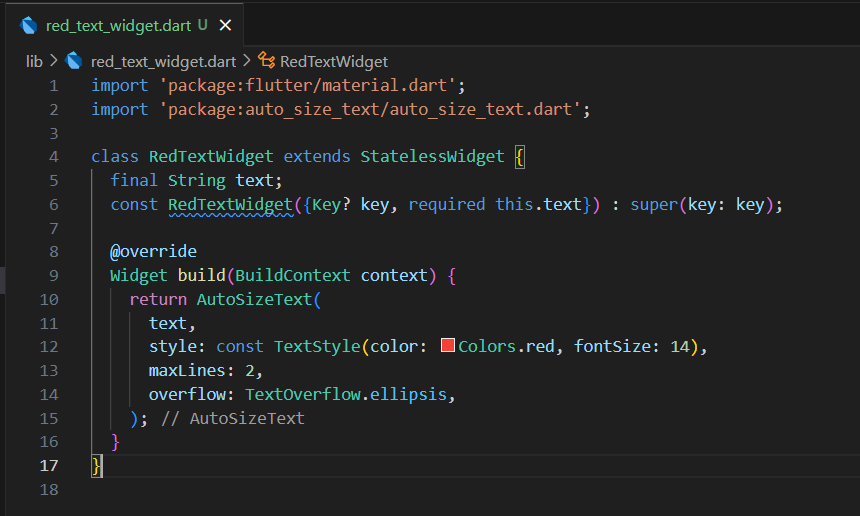 red_text_widget.dart U ×
lib > red_text_widget.dart > RedTextWidget
1 import 'package:flutter/material.dart';
2 import 'package:auto_size_text/auto_size_text.dart';
3
4 class RedTextWidget extends StatelessWidget {
5   final String text;
6   const RedTextWidget({Key? key, required this.text}) : super(key: key);
7
8   @override
9   Widget build(BuildContext context) {
10     return AutoSizeText(
11       text,
12       style: const TextStyle(color: Colors.red, fontSize: 14),
13       maxLines: 2,
14       overflow: TextOverflow.ellipsis,
15     ); // AutoSizeText
16   }
17 }
18